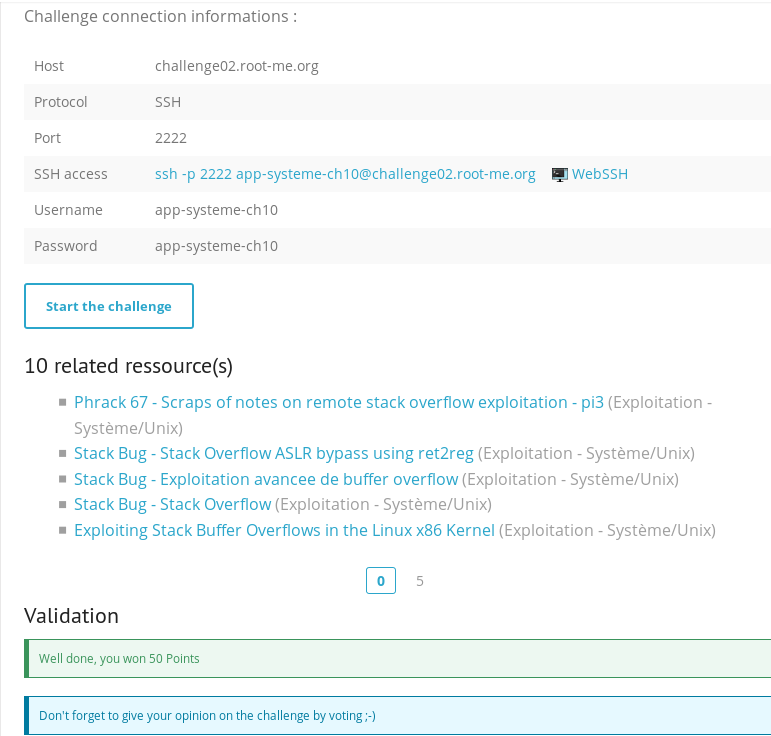 Challenge connection informations :
Host challenge02.root-me.org
Protocol SSH
Port 2222
SSH access ssh -p 2222 app-systeme-ch10@challenge02.root-me.org WebSSH
Username app-systeme-ch10
Password app-systeme-ch10
Start the challenge
10 related ressource(s)
Phrack 67 - Scraps of notes on remote stack overflow exploitation - pi3 (Exploitation -
Système/Unix)
Stack Bug - Stack Overflow ASLR bypass using ret2reg (Exploitation - Système/Unix)
Stack Bug - Exploitation avancee de buffer overflow (Exploitation - Système/Unix)
Stack Bug - Stack Overflow (Exploitation - Système/Unix)
Exploiting Stack Buffer Overflows in the Linux x86 Kernel (Exploitation - Système/Unix)
0 5
Validation
Well done, you won 50 Points
Don't forget to give your opinion on the challenge by voting ;-)